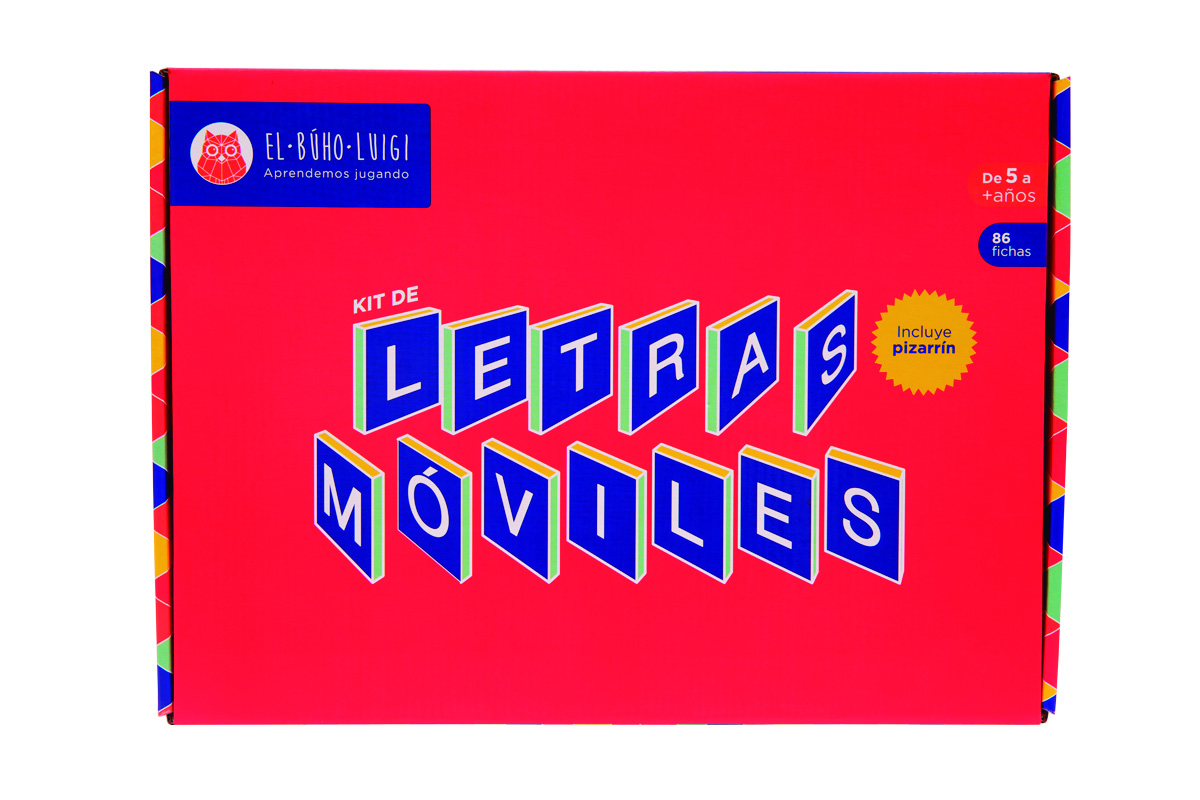 EL·BÚHO·LUIGI
Aprendemos jugando
De 5 a
+años
86
fichas
KIT DE
LETRAS
Incluye
pizarrín
MÓVILES